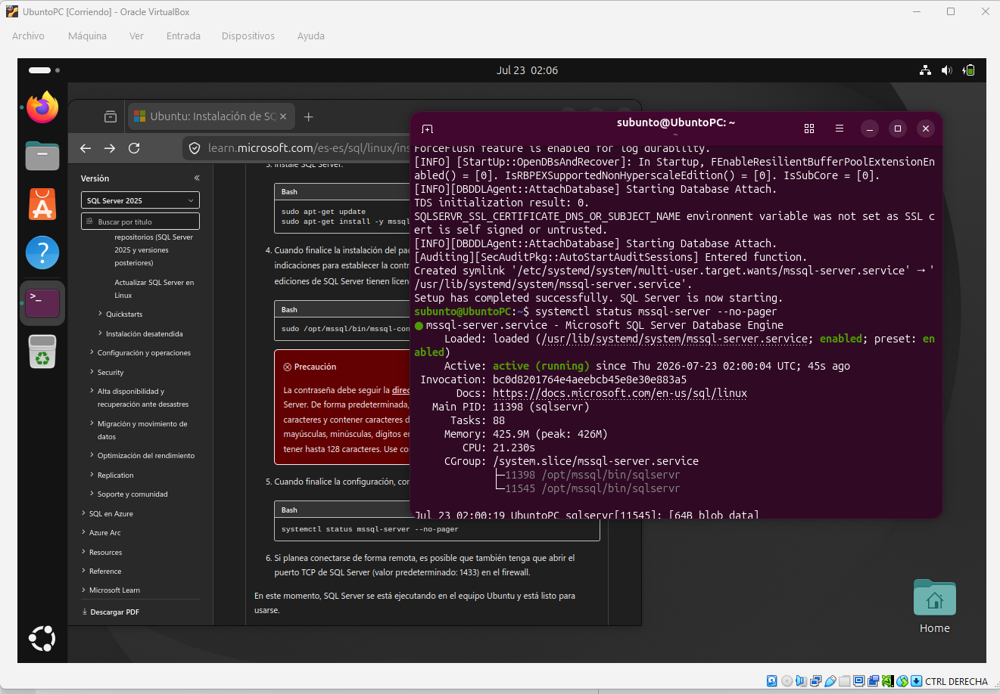 UbuntoPC [Corriendo] - Oracle VirtualBox
Archivo Máquina Ver Entrada Dispositivos Ayuda
Jul 23 02:06
Ubuntu: Instalación de SQ
learn.microsoft.com/es-es/sql/linux/ins
Versión
SQL Server 2025
Buscar por título
repositorios (SQL Server
2025 y versiones
posteriores)
Actualizar SQL Server en
Linux
Quickstarts
Instalación desatendida
Configuración y operaciones
Security
Alta disponibilidad y
recuperación ante desastres
Migración y movimiento de
datos
Optimización del rendimiento
Replication
Soporte y comunidad
SQL en Azure
Azure Arc
Resources
Reference
Microsoft Learn
Descargar PDF
3. Instale SQL Server.
Bash
sudo apt-get update
sudo apt-get install -y mssql
4. Cuando finalice la instalación del pa
indicaciones para establecer la contr
ediciones de SQL Server tienen licen
Bash
sudo /opt/mssql/bin/mssql-con
Precaución
La contraseña debe seguir la direc
Server. De forma predeterminada,
caracteres y contener caracteres d
mayúsculas, minúsculas, dígitos en
tener hasta 128 caracteres. Use co
5. Cuando finalice la configuración, con
Bash
systemctl status mssql-server --no-pager
6. Si planea conectarse de forma remota, es posible que también tenga que abrir el
puerto TCP de SQL Server (valor predeterminado: 1433) en el firewall.
En este momento, SQL Server se está ejecutando en el equipo Ubuntu y está listo para
usarse.
subunto@UbuntoPC: ~
~
ForceFlush feature is enabled for log durability.
[INFO] [StartUp::OpenDBsAndRecover]: In Startup, FEnableResilientBufferPoolExtensionEn
abled() = [0]. IsRBPEXSupportedNonHyperscaleEdition() = [0]. IsSubCore = [0].
[INFO][DBDDLAgent::AttachDatabase] Starting Database Attach.
TDS initialization result: 0.
SQLSERVR_SSL_CERTIFICATE_DNS_OR_SUBJECT_NAME environment variable was not set as SSL c
ert is self signed or untrusted.
[INFO][DBDDLAgent::AttachDatabase] Starting Database Attach.
[Auditing][SecAuditPkg::AutoStartAuditSessions] Entered function.
Created symlink '/etc/systemd/system/multi-user.target.wants/mssql-server.service' → '
/usr/lib/systemd/system/mssql-server.service'.
Setup has completed successfully. SQL Server is now starting.
subunto@UbuntoPC:~$ systemctl status mssql-server --no-pager
● mssql-server.service - Microsoft SQL Server Database Engine
Loaded: loaded (/usr/lib/systemd/system/mssql-server.service; enabled; preset: en
abled)
Active: active (running) since Thu 2026-07-23 02:00:04 UTC; 45s ago
Invocation: bc0d8201764e4aeebcb45e8e30e883a5
Docs: https://docs.microsoft.com/en-us/sql/linux
Main PID: 11398 (sqlservr)
Tasks: 88
Memory: 425.9M (peak: 426M)
CPU: 21.230s
CGroup: /system.slice/mssql-server.service
├─11398 /opt/mssql/bin/sqlservr
└─11545 /opt/mssql/bin/sqlservr
Jul 23 02:00:19 UbuntoPC sqlservr[11545]: [64B blob data]
Home
CTRL DERECHA